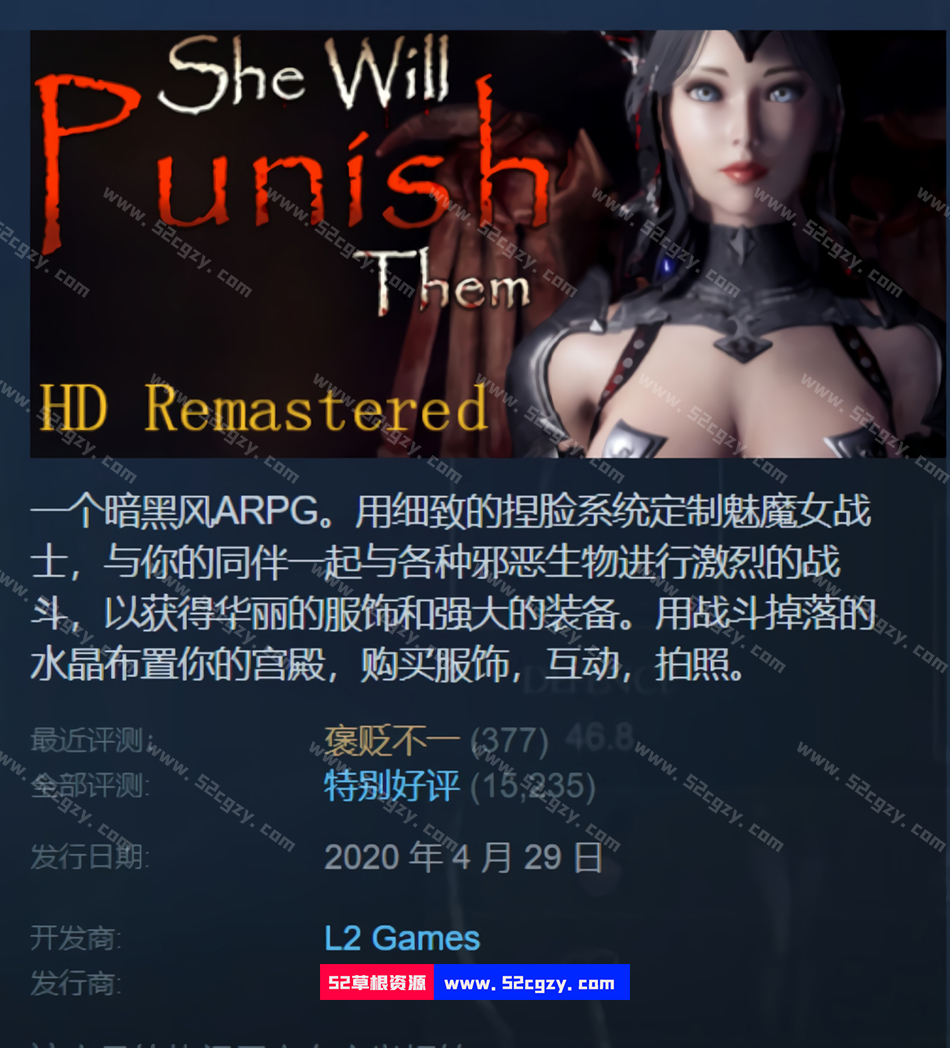 She Will
Punish
Them
HD Remastered
一个暗黑风ARPG。用细致的捏脸系统定制魅魔女战
士，与你的同伴一起与各种邪恶生物进行激烈的战
斗，以获得华丽的服饰和强大的装备。用战斗掉落的
水晶布置你的宫殿，购买服饰，互动，拍照。
DEFENCE
最近评测: 褒贬不一 (377) 46.8
全部评测: 特别好评 (15,235)
发行日期: 2020 年 4 月 29 日
开发商: L2 Games
发行商:
52草根资源 www.52cgzy.com
www.52cgzy.com